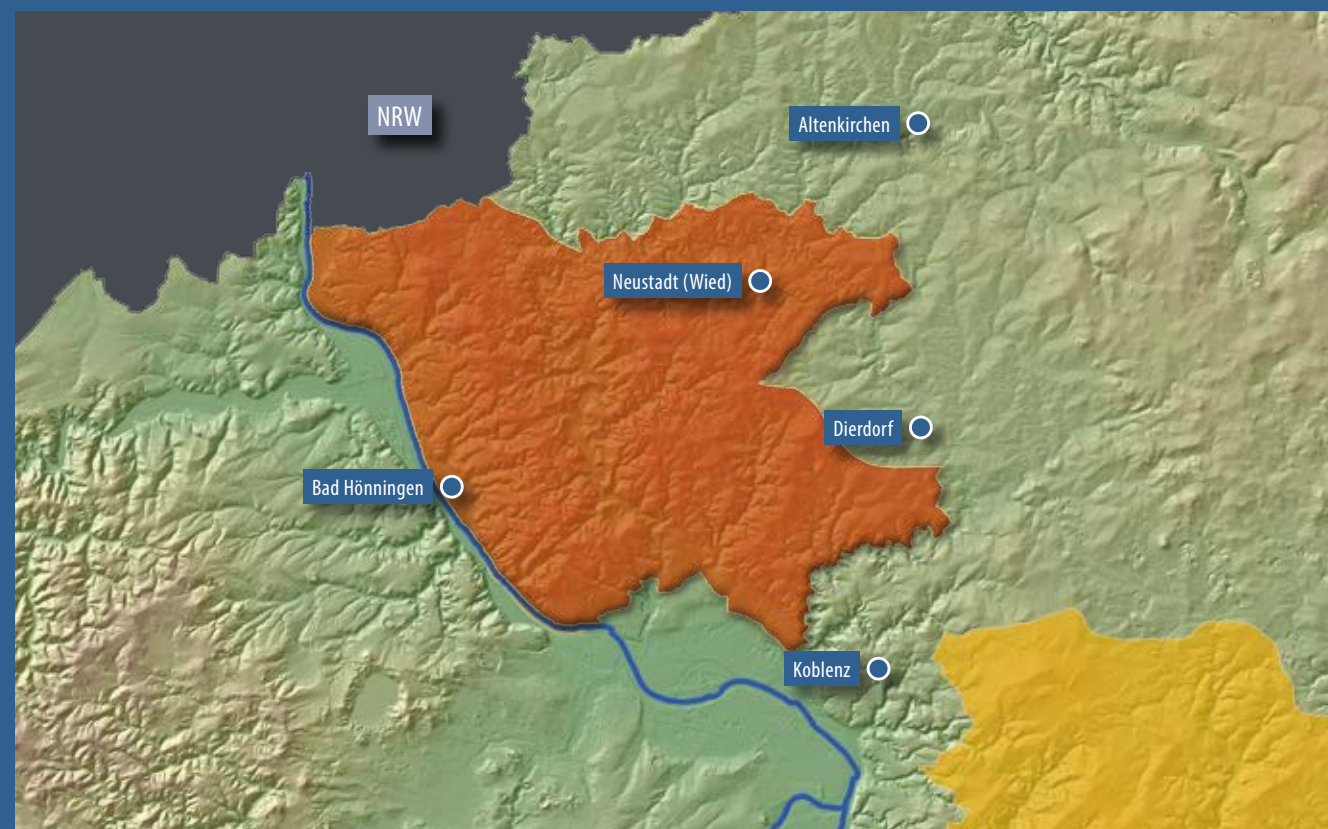 NRW
Altenkirchen
Neustadt (Wied)
Dierdorf
Bad Hönningen
Koblenz